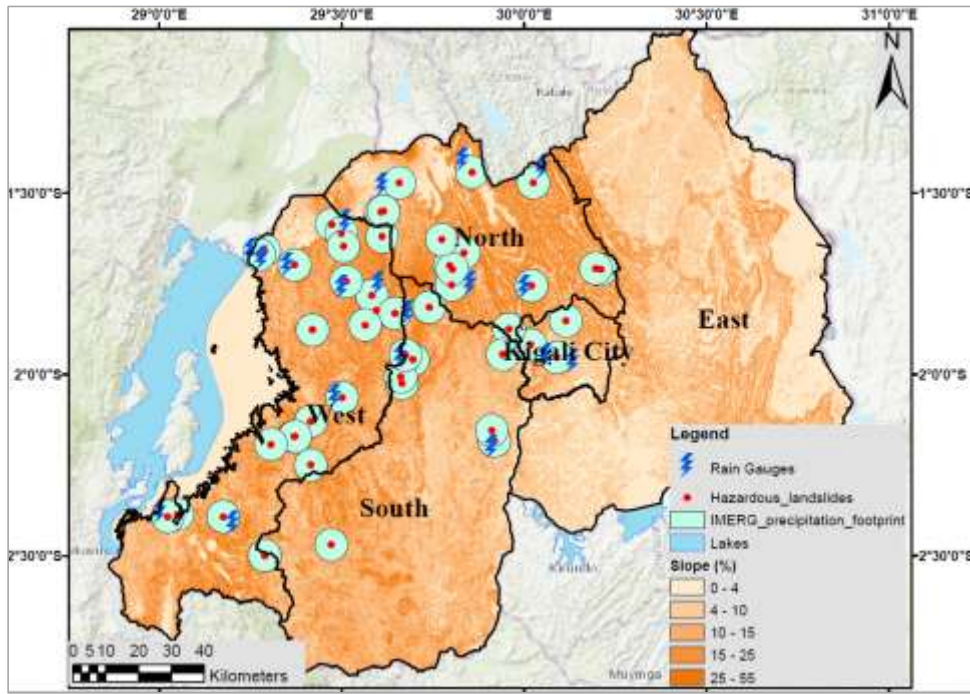 29°0'0"E 29°30'0"E 30°0'0"E 30°30'0"E 31°0'0"E
N
Kabale
1°30'0"S 1°30'0"S
North
East
Kigali City
2°0'0"S 2°0'0"S
West
South
Legend
Rain Gauges
Hazardous_landslides
IMERG_precipitation_footprint
Lakes
Slope (%)
0 - 4
4 - 10
10 - 15
15 - 25
25 - 55
2°30'0"S 2°30'0"S
Kirundo
0 5 10 20 30 40
Kilometers
Muyinga